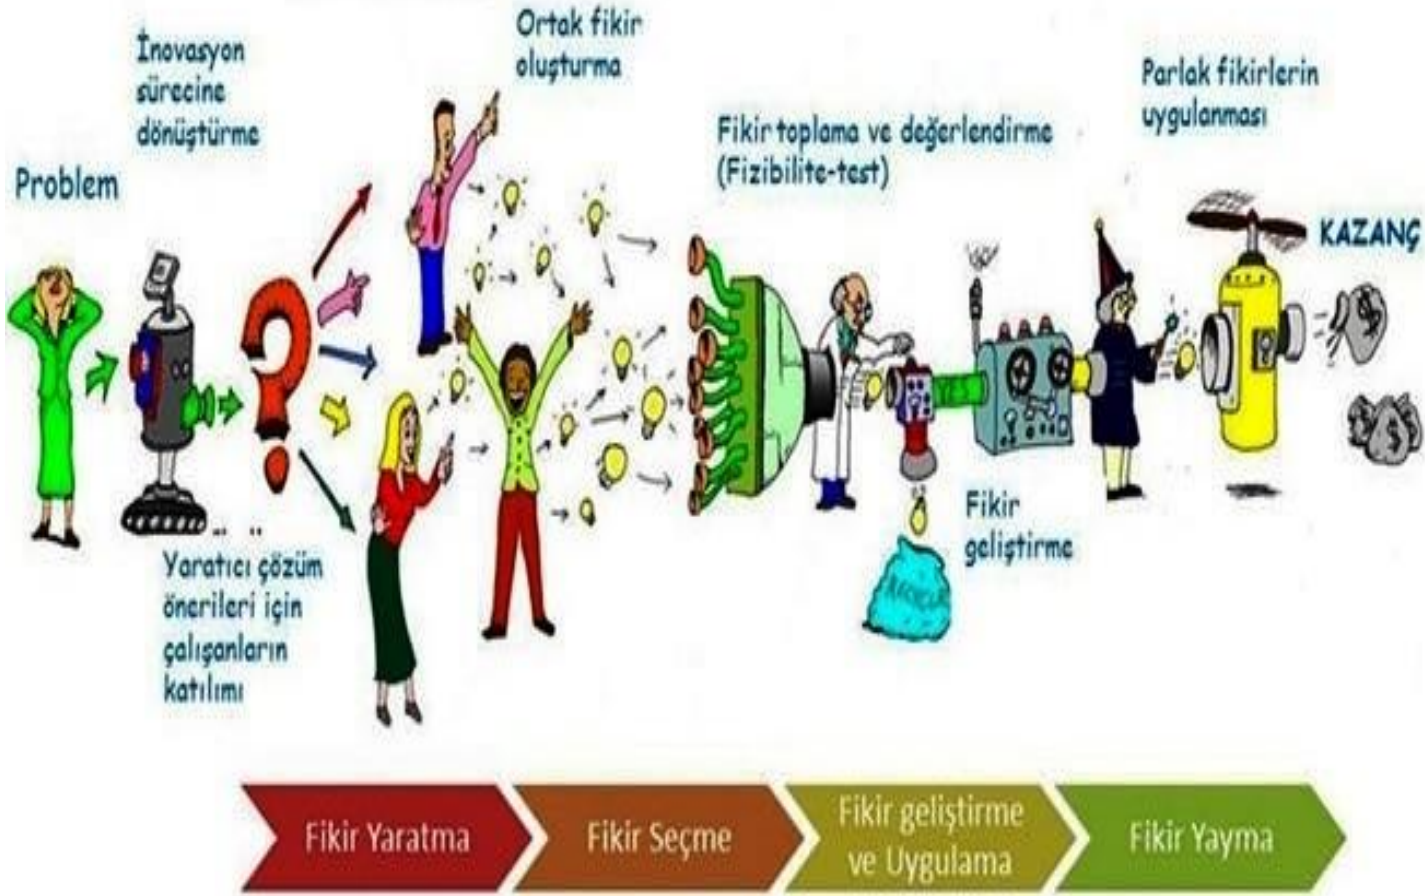 Problem
İnovasyon
sürecine
dönüştürme
Ortak fikir
oluşturma
Fikir toplama ve değerlendirme
(Fizibilite-test)
Parlak fikirlerin
uygulanması
KAZANÇ
Yaratıcı çözüm
önerileri için
çalışanların
katılımı
Fikir
geliştirme
Fikir Yaratma
Fikir Seçme
Fikir geliştirme
ve Uygulama
Fikir Yayma